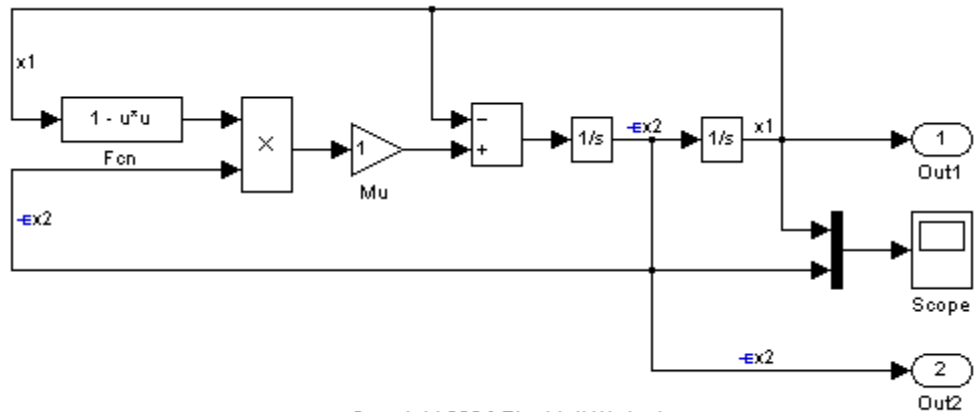 x1
1 - u*u
Fcn
×
1
Mu
−
+
1/s
x2
1/s
x1
1
Out1
x2
Scope
x2
2
Out2